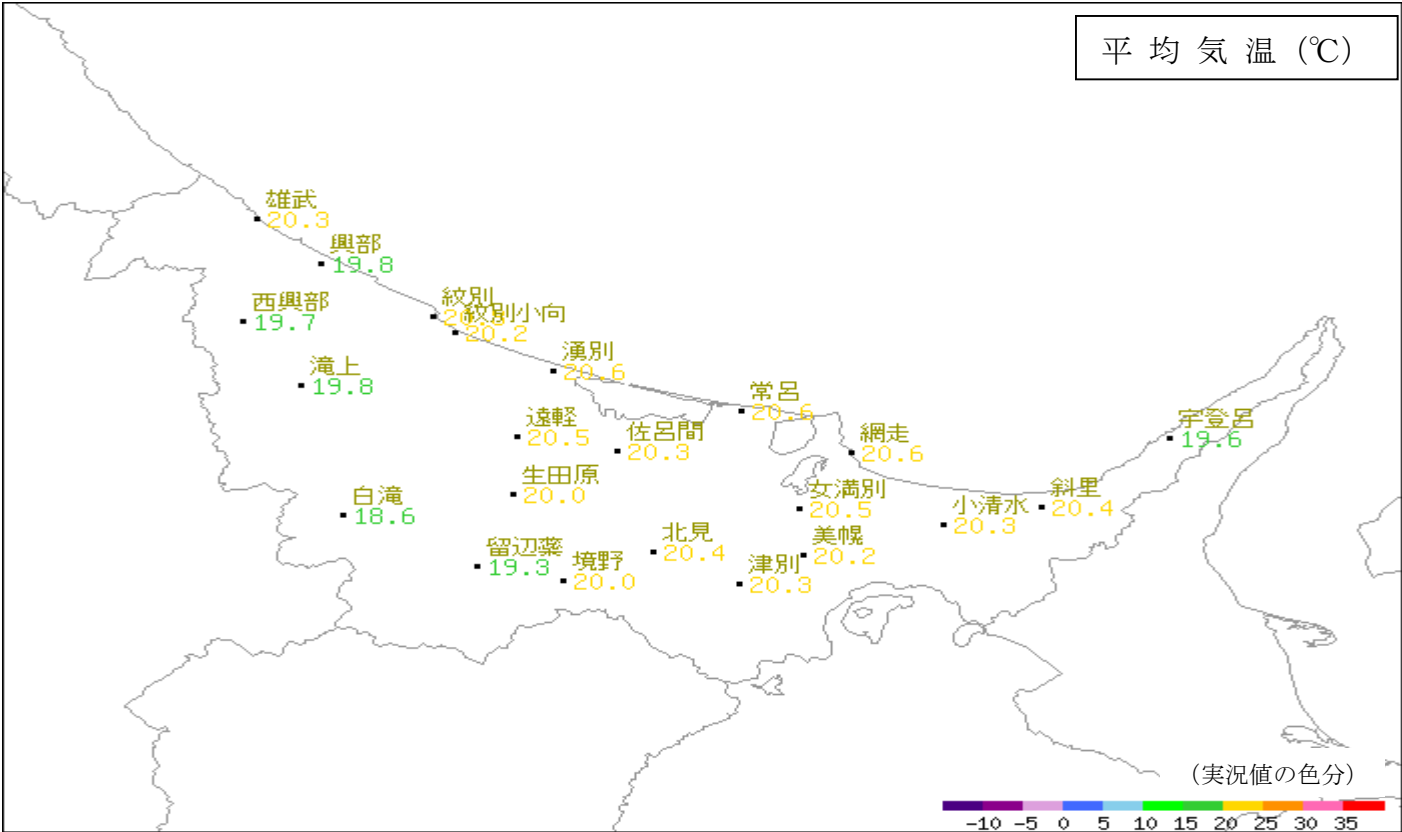 平均気温(℃)
雄武
20.3
興部
19.8
西興部
19.7
紋別
紋別小向
20.2
滝上
19.8
湧別
20.6
常呂
20.6
遠軽
20.5
佐呂間
20.3
網走
20.6
宇登呂
19.6
生田原
20.0
白滝
18.6
女満別
20.5
小清水
20.3
斜里
20.4
留辺蘂
19.3
境野
20.0
北見
20.4
津別
20.3
美幌
20.2
(実況値の色分)
-10 -5 0 5 10 15 20 25 30 35